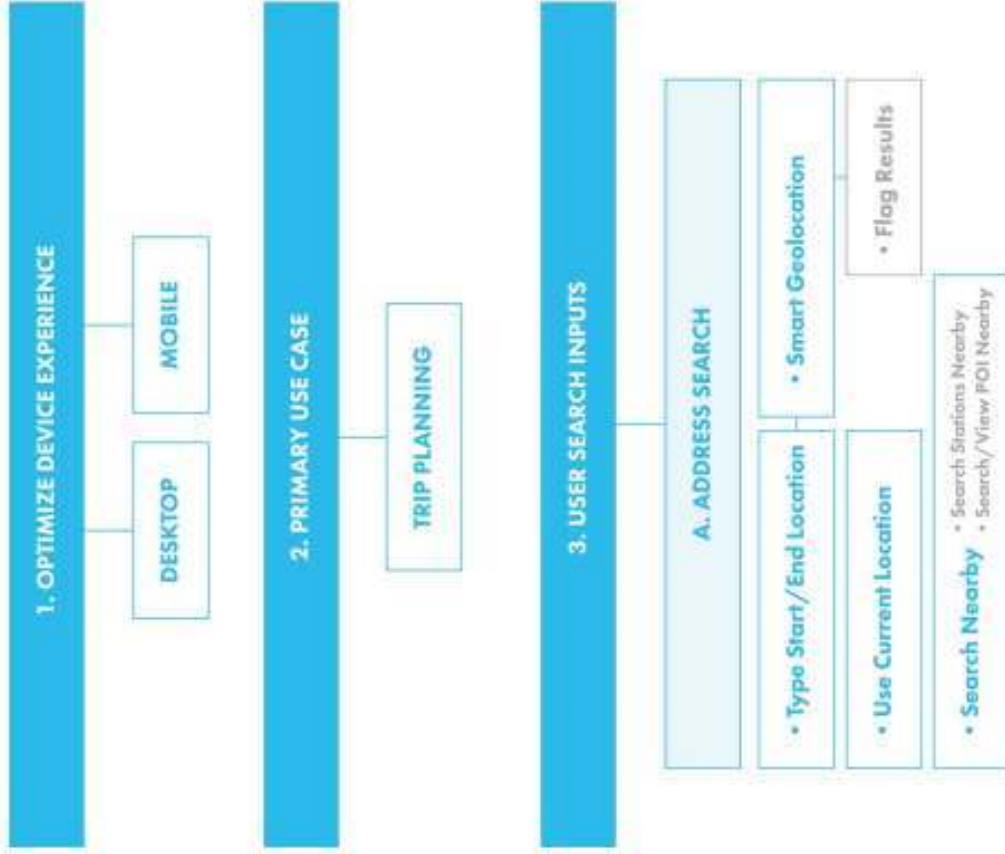 1. OPTIMIZE DEVICE EXPERIENCE
DESKTOP
MOBILE
2. PRIMARY USE CASE
TRIP PLANNING
3. USER SEARCH INPUTS
A. ADDRESS SEARCH
• Type Start/End Location
• Smart Geolocation
• Use Current Location
• Flag Results
• Search Nearby
• Search Stations Nearby
• Search/View POI Nearby